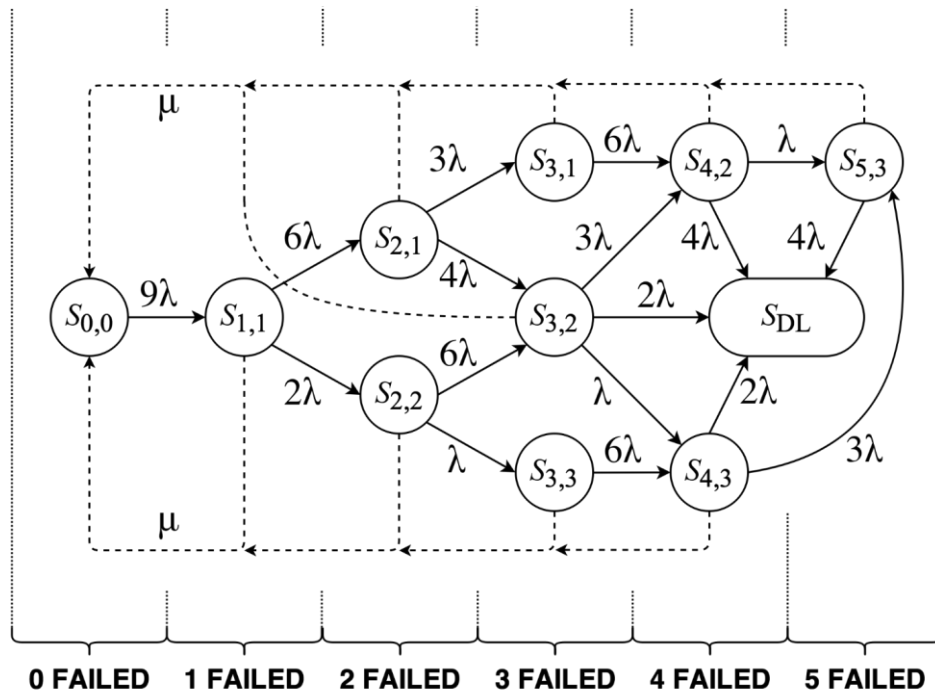 μ
3λ
S3,1
6λ
S4,2
λ
S5,3
6λ
S2,1
4λ
3λ
4λ
4λ
S0,0
9λ
S1,1
S3,2
2λ
SDL
2λ
S2,2
6λ
λ
2λ
λ
S3,3
6λ
S4,3
3λ
μ
0 FAILED
1 FAILED
2 FAILED
3 FAILED
4 FAILED
5 FAILED